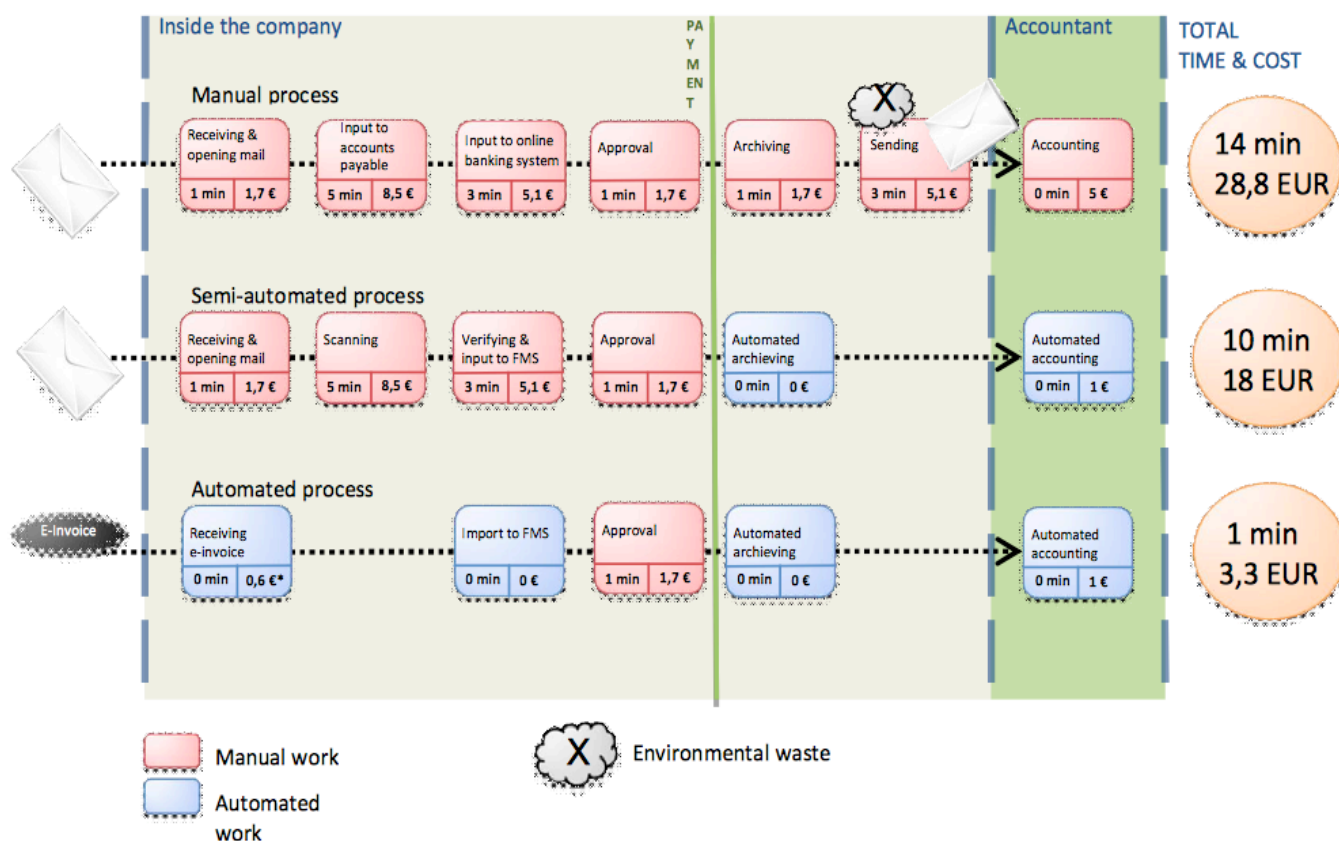 Inside the company
PA
Y
M
EN
T
Accountant
TOTAL
TIME & COST
Manual process
Receiving &
opening mail
1 min 1,7 €
Input to
accounts
payable
5 min 8,5 €
Input to online
banking system
3 min 5,1 €
Approval
1 min 1,7 €
Archiving
1 min 1,7 €
X
Sending
3 min 5,1 €
Accounting
0 min 5 €
14 min
28,8 EUR
Semi-automated process
Receiving &
opening mail
1 min 1,7 €
Scanning
5 min 8,5 €
Verifying &
input to FMS
3 min 5,1 €
Approval
1 min 1,7 €
Automated
archieving
0 min 0 €
Automated
accounting
0 min 1 €
10 min
18 EUR
Automated process
E-Invoice
Receiving
e-invoice
0 min 0,6 €*
Import to FMS
0 min 0 €
Approval
1 min 1,7 €
Automated
archieving
0 min 0 €
Automated
accounting
0 min 1 €
1 min
3,3 EUR
Manual work
Automated
work
X
Environmental waste